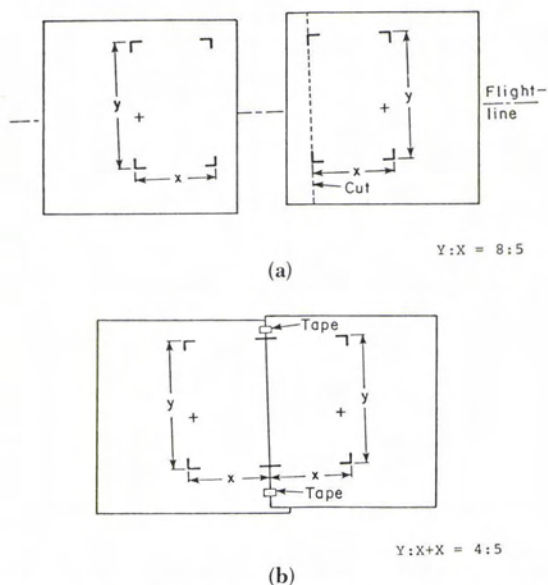 y
x
y
x
Cut
Flight-
line
Y:X = 8:5
(a)
Tape
y
y
x
x
Tape
Y:X+X = 4:5
(b)